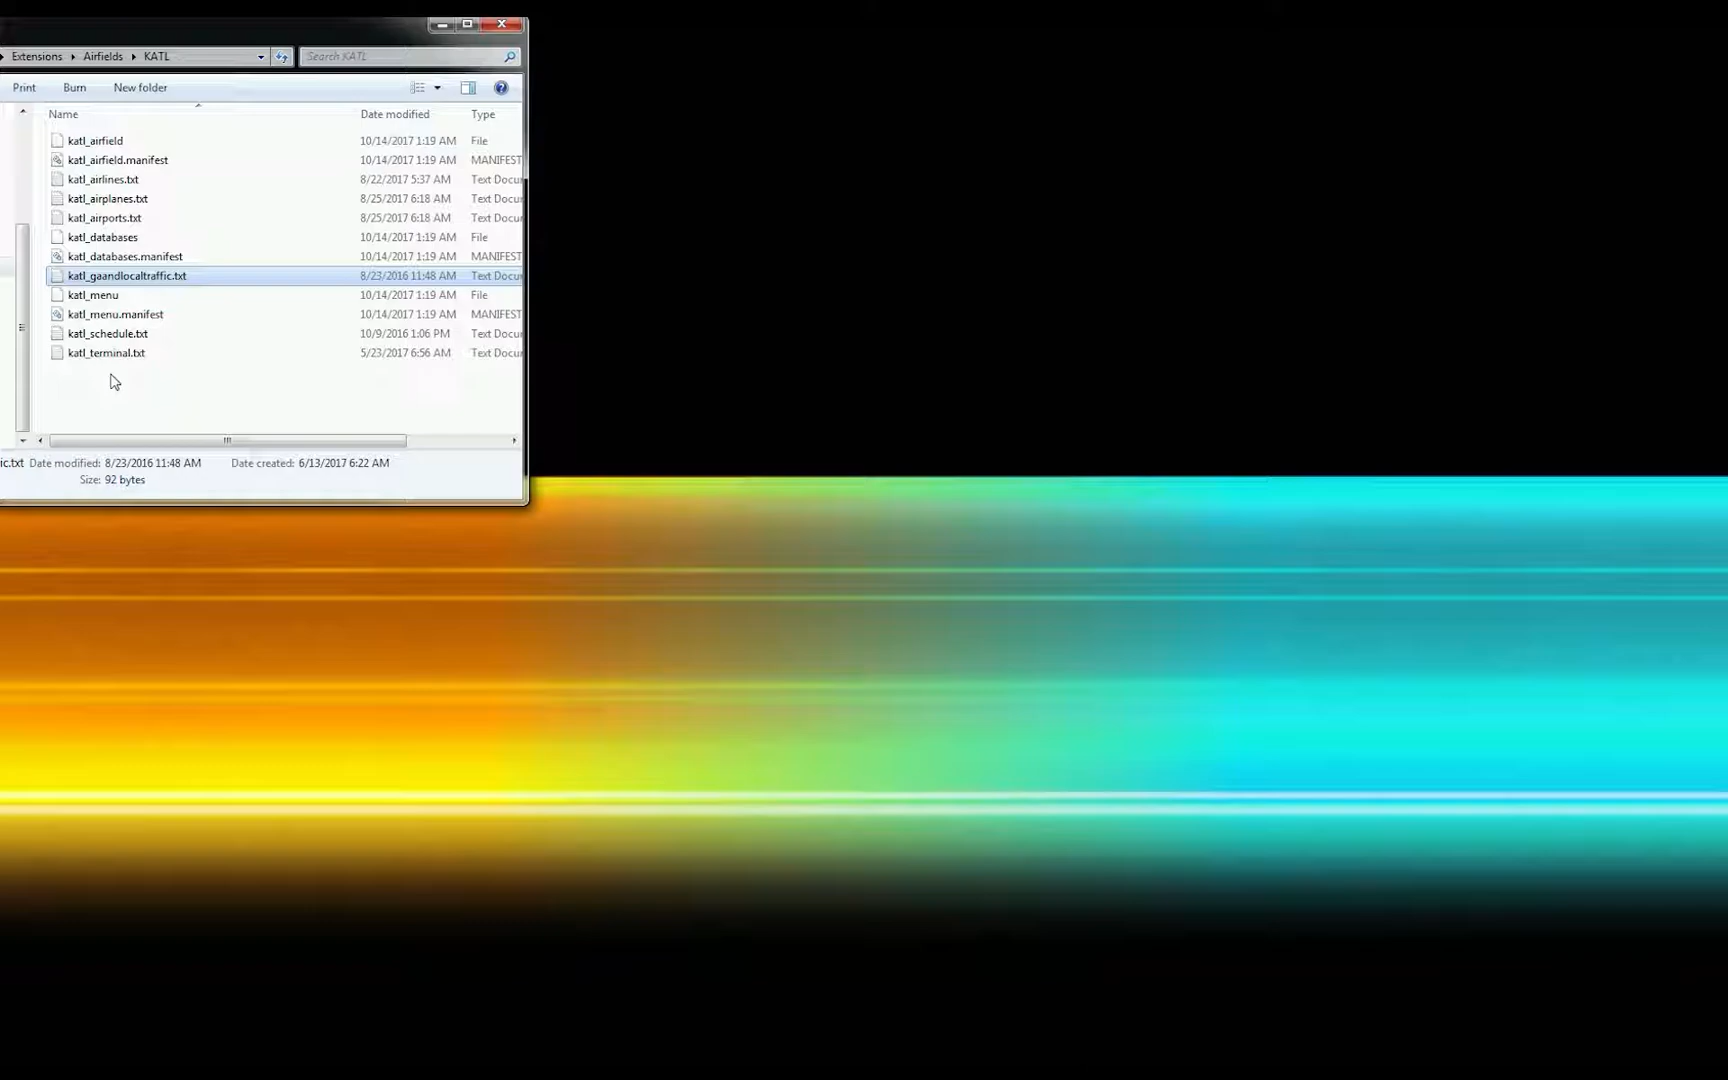 Extensions Airfields KATL Search KATL
Print Burn New folder
Name Date modified Type
katl_airfield 10/14/2017 1:19 AM File
katl_airfield.manifest 10/14/2017 1:19 AM MANIFEST
katl_airlines.txt 8/22/2017 5:37 AM Text Docu
katl_airplanes.txt 8/25/2017 6:18 AM Text Docu
katl_airports.txt 8/25/2017 6:18 AM Text Docu
katl_databases 10/14/2017 1:19 AM File
katl_databases.manifest 10/14/2017 1:19 AM MANIFEST
katl_gaandlocaltraffic.txt 8/23/2016 11:48 AM Text Docu
katl_menu 10/14/2017 1:19 AM File
katl_menu.manifest 10/14/2017 1:19 AM MANIFEST
katl_schedule.txt 10/9/2016 1:06 PM Text Docu
katl_terminal.txt 5/23/2017 6:56 AM Text Docu
ic.txt Date modified: 8/23/2016 11:48 AM Date created: 6/13/2017 6:22 AM
Size: 92 bytes